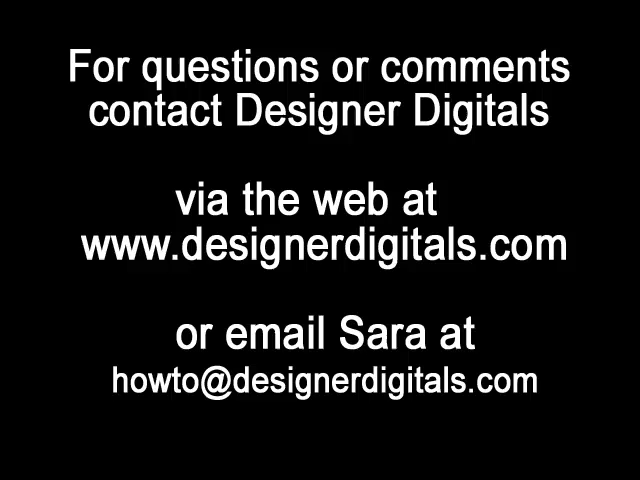 For questions or comments
contact Designer Digitals
via the web at
www.designerdigitals.com
or email Sara at
howto@designerdigitals.com